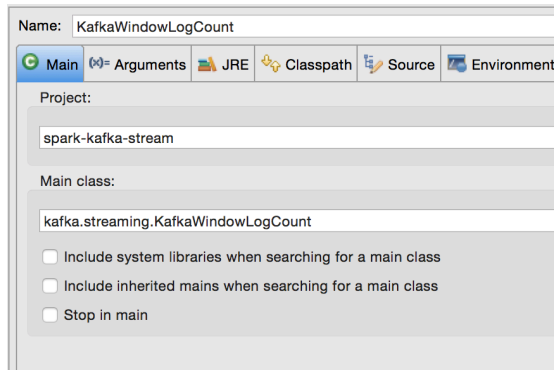 Name: KafkaWindowLogCount
Main (x)= Arguments JRE Classpath Source Environment
Project:
spark-kafka-stream
Main class:
kafka.streaming.KafkaWindowLogCount
Include system libraries when searching for a main class
Include inherited mains when searching for a main class
Stop in main